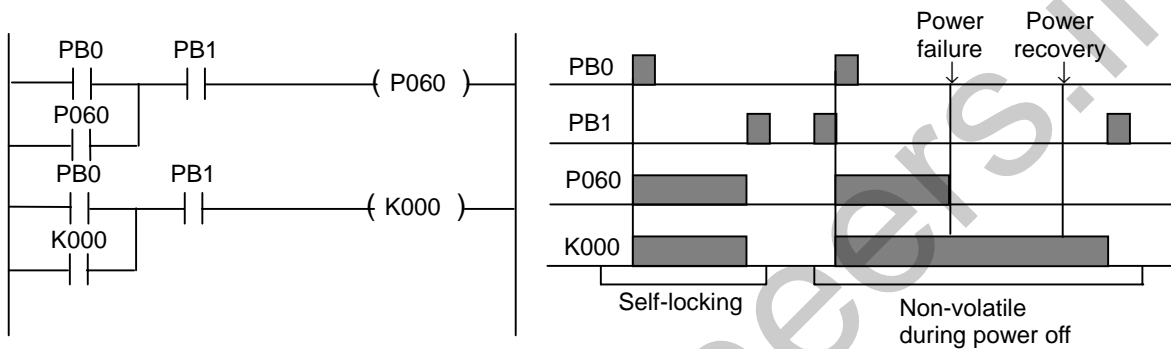 PB0 PB1
( P060 )
P060
PB0 PB1
( K000 )
K000
Power failure
Power recovery
PB0
PB1
P060
K000
Self-locking
Non-volatile
during power off